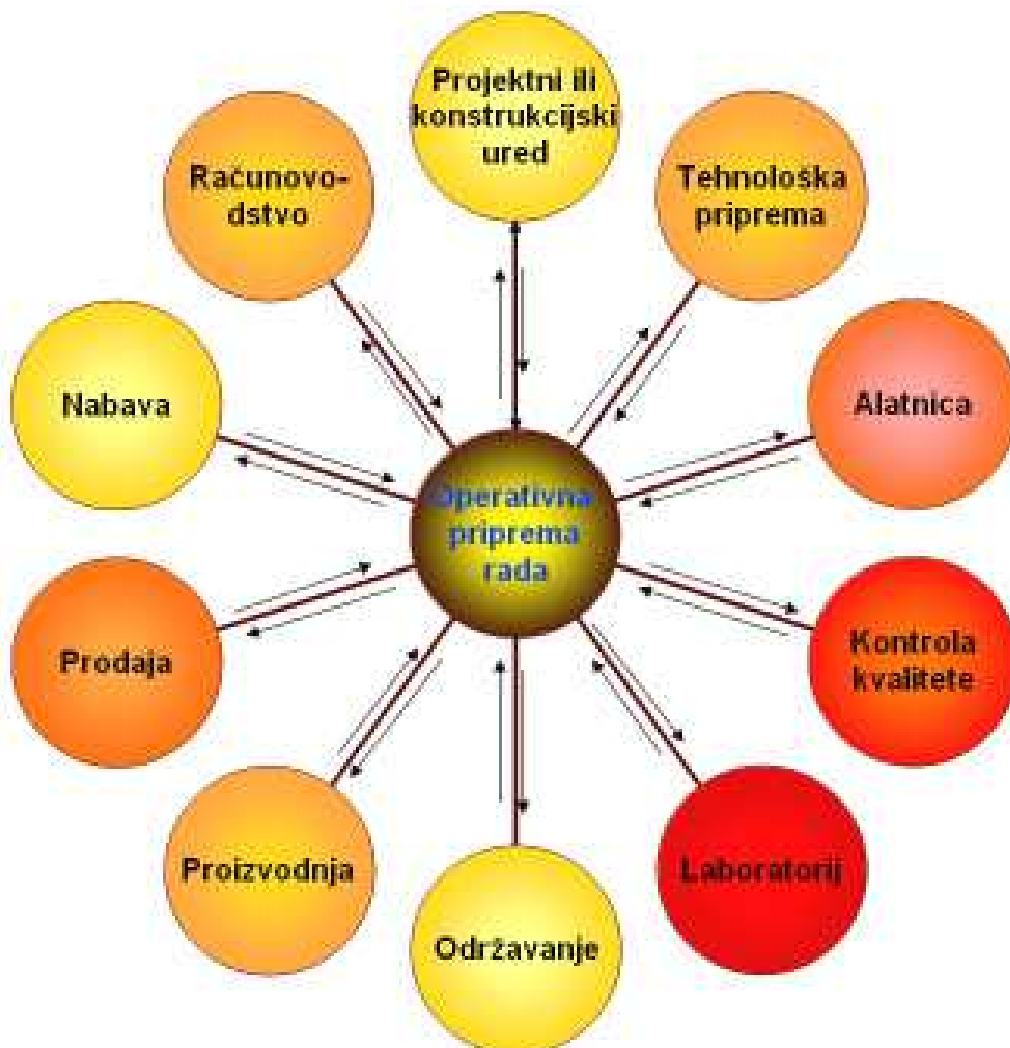 Projektni ili
konstrukcijski
ured
Tehnološka
priprema
Alatnica
Kontrola
kvalitete
Laboratorij
Održavanje
Proizvodnja
Prodaja
Nabava
Računovo-
dstvo
Operativna
priprema
rada